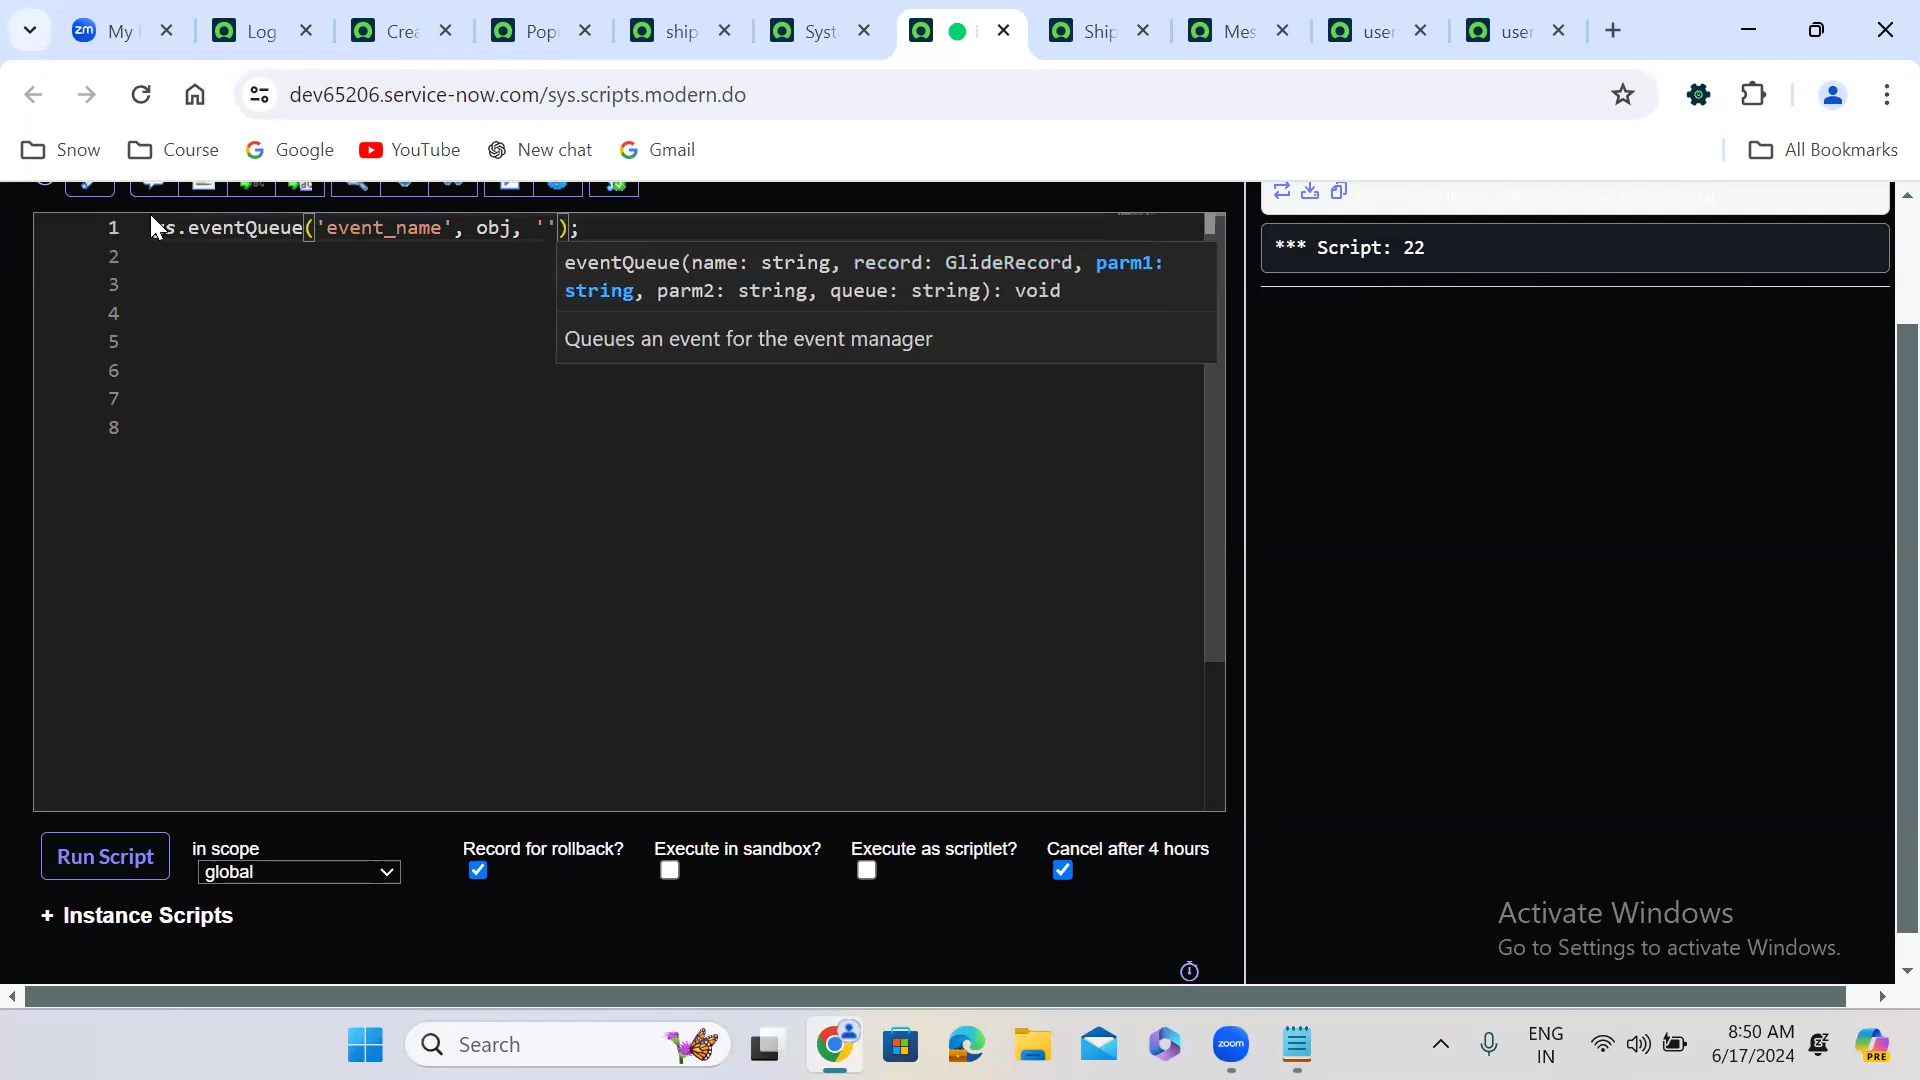 My
Log
Crea
Pop
ship
Syst
Ship
Mes
user
user
dev65206.service-now.com/sys.scripts.modern.do
Snow
Course
Google
YouTube
New chat
Gmail
All Bookmarks
1
s.eventQueue('event_name', obj, '');
2
3
4
5
6
7
8
eventQueue(name: string, record: GlideRecord, parm1:
string, parm2: string, queue: string): void
Queues an event for the event manager
*** Script: 22
Run Script
in scope
global
Record for rollback?
Execute in sandbox?
Execute as scriptlet?
Cancel after 4 hours
+ Instance Scripts
Activate Windows
Go to Settings to activate Windows.
Search
zm
zoom
ENG
IN
8:50 AM
6/17/2024
PRE